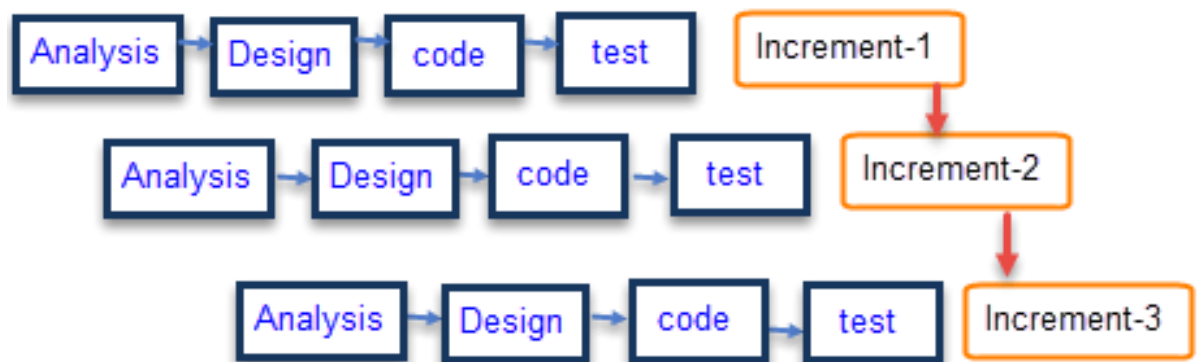 Analysis Design code test Increment-1
Analysis Design code test Increment-2
Analysis Design code test Increment-3